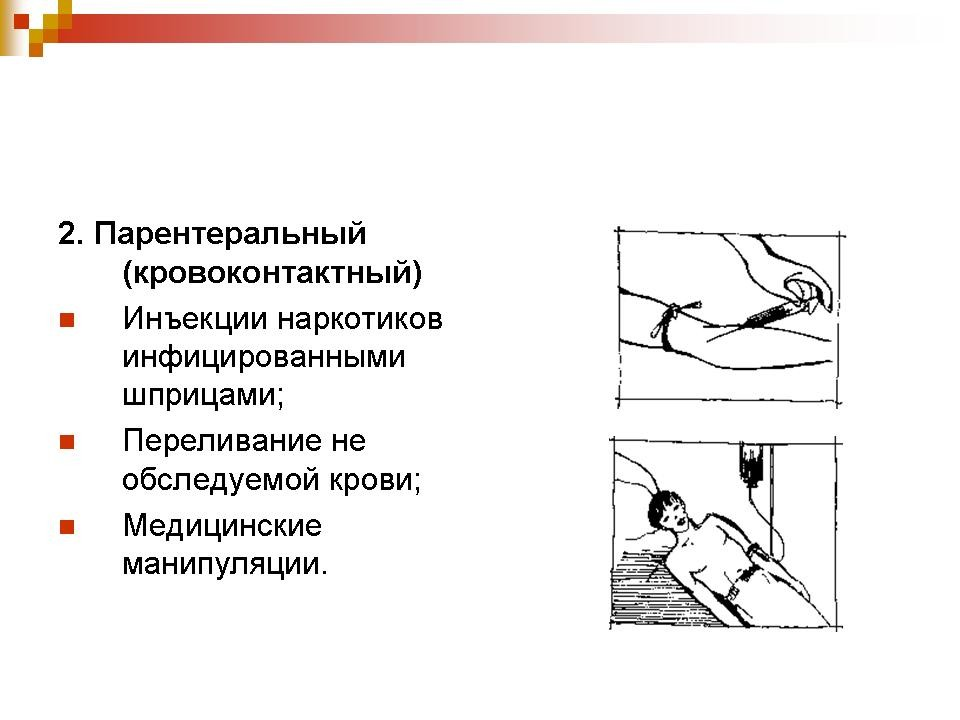 2. Парентеральный
(кровоконтактный)
Инъекции наркотиков
инфицированными
шприцами;
Переливание не
обследуемой крови;
Медицинские
манипуляции.